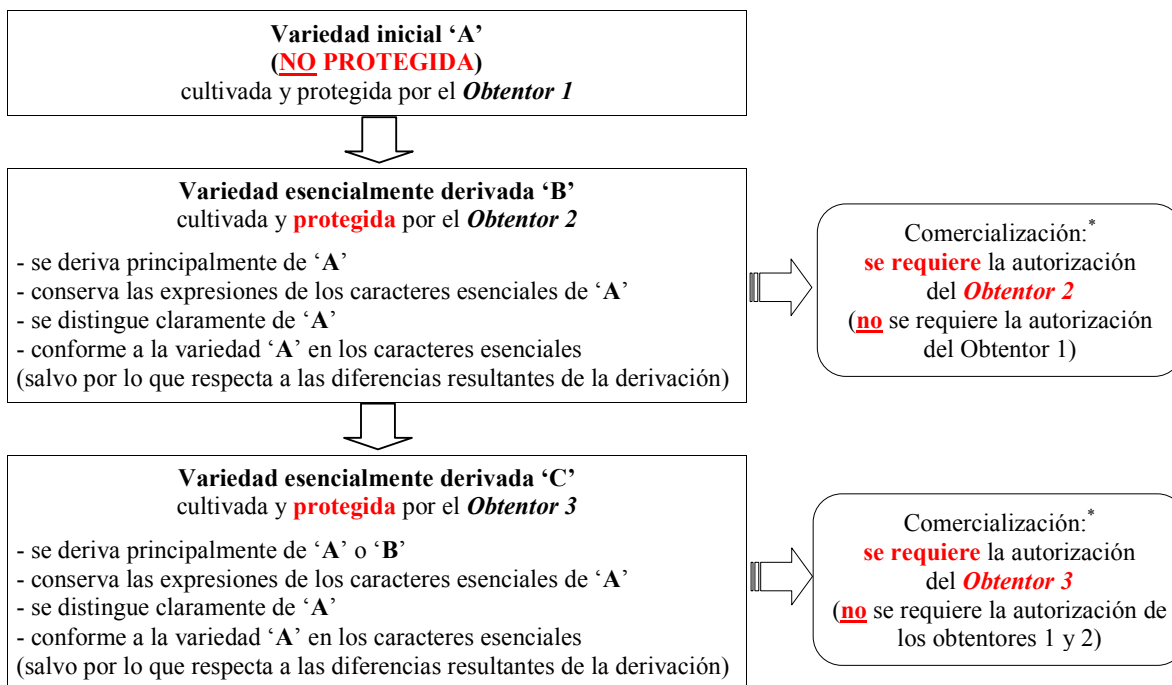 Variedad inicial ‘A’
(NO PROTEGIDA)
cultivada y protegida por el Obtentor 1
Variedad esencialmente derivada ‘B’
cultivada y protegida por el Obtentor 2
- se deriva principalmente de ‘A’
- conserva las expresiones de los caracteres esenciales de ‘A’
- se distingue claramente de ‘A’
- conforme a la variedad ‘A’ en los caracteres esenciales
(salvo por lo que respecta a las diferencias resultantes de la derivación)
Comercialización:*
se requiere la autorización
del Obtentor 2
(no se requiere la autorización
del Obtentor 1)
Variedad esencialmente derivada ‘C’
cultivada y protegida por el Obtentor 3
- se deriva principalmente de ‘A’ o ‘B’
- conserva las expresiones de los caracteres esenciales de ‘A’
- se distingue claramente de ‘A’
- conforme a la variedad ‘A’ en los caracteres esenciales
(salvo por lo que respecta a las diferencias resultantes de la derivación)
Comercialización:*
se requiere la autorización
del Obtentor 3
(no se requiere la autorización de
los obtentores 1 y 2)